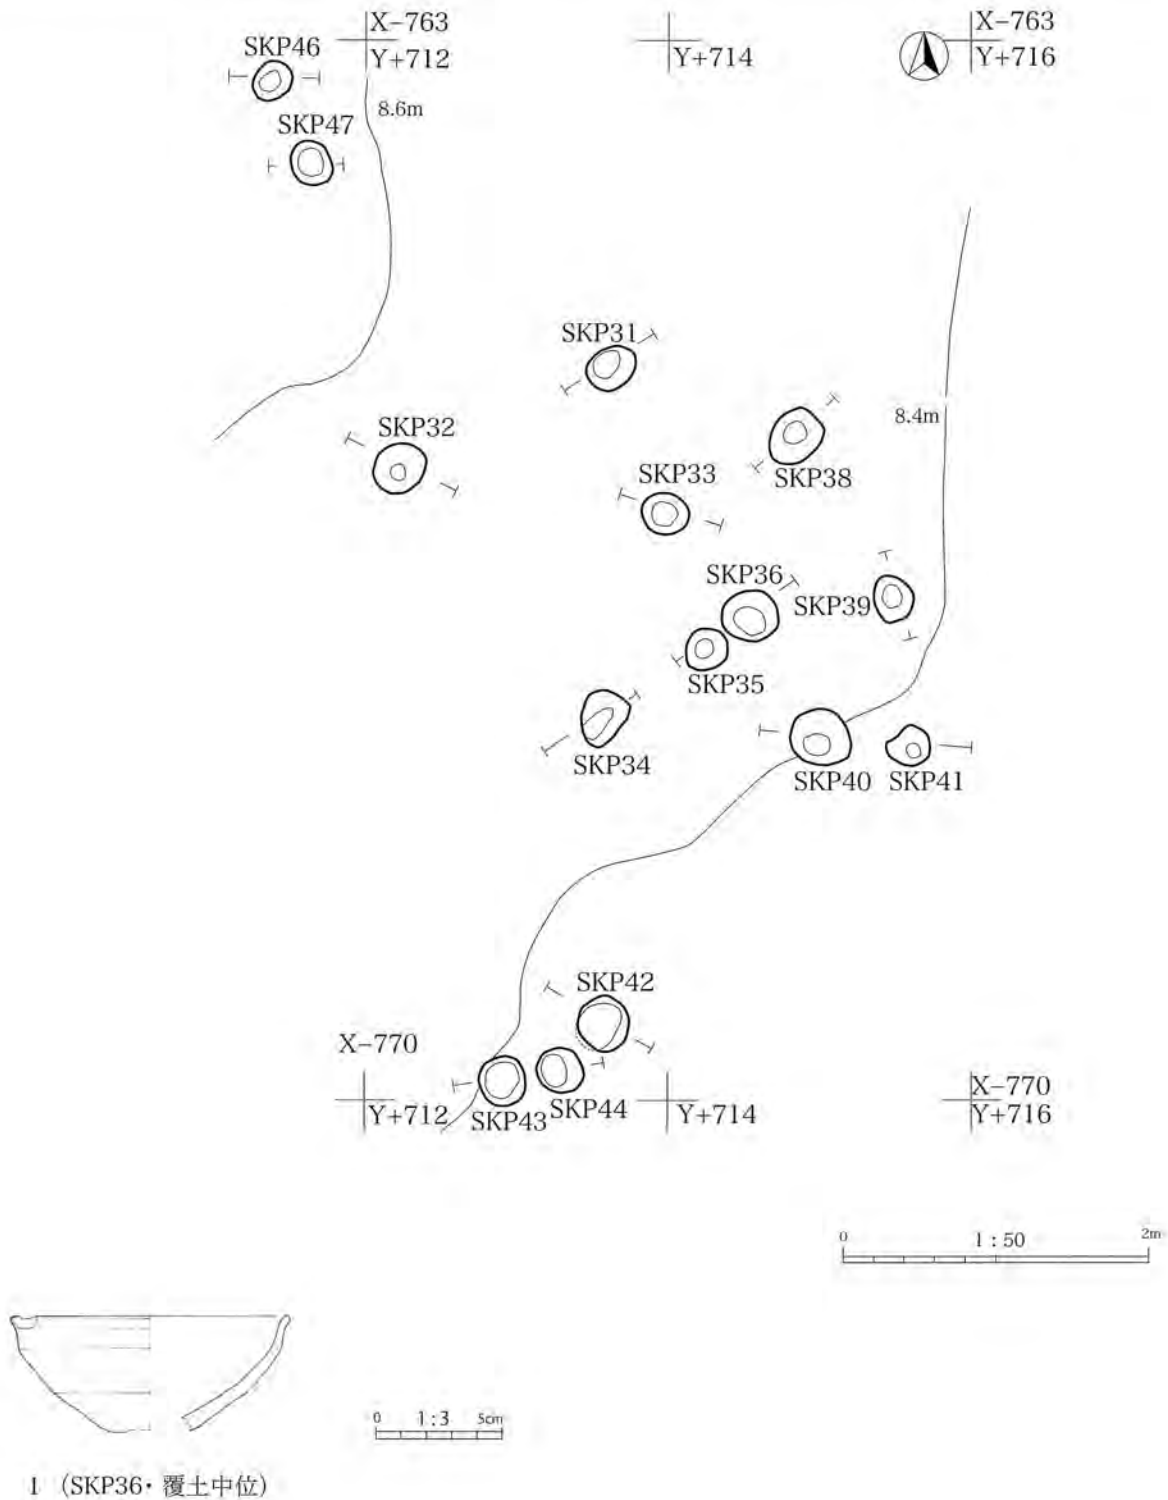 X–763
Y+712
Y+714
X–763
Y+716
SKP46
8.6m
SKP47
SKP31
SKP32
8.4m
SKP38
SKP33
SKP36
SKP39
SKP35
SKP34
SKP40
SKP41
SKP42
X–770
Y+712
SKP43
SKP44
Y+714
X–770
Y+716
0 1 : 50 2m
0 1 : 3 5cm
1 (SKP36・覆土中位)